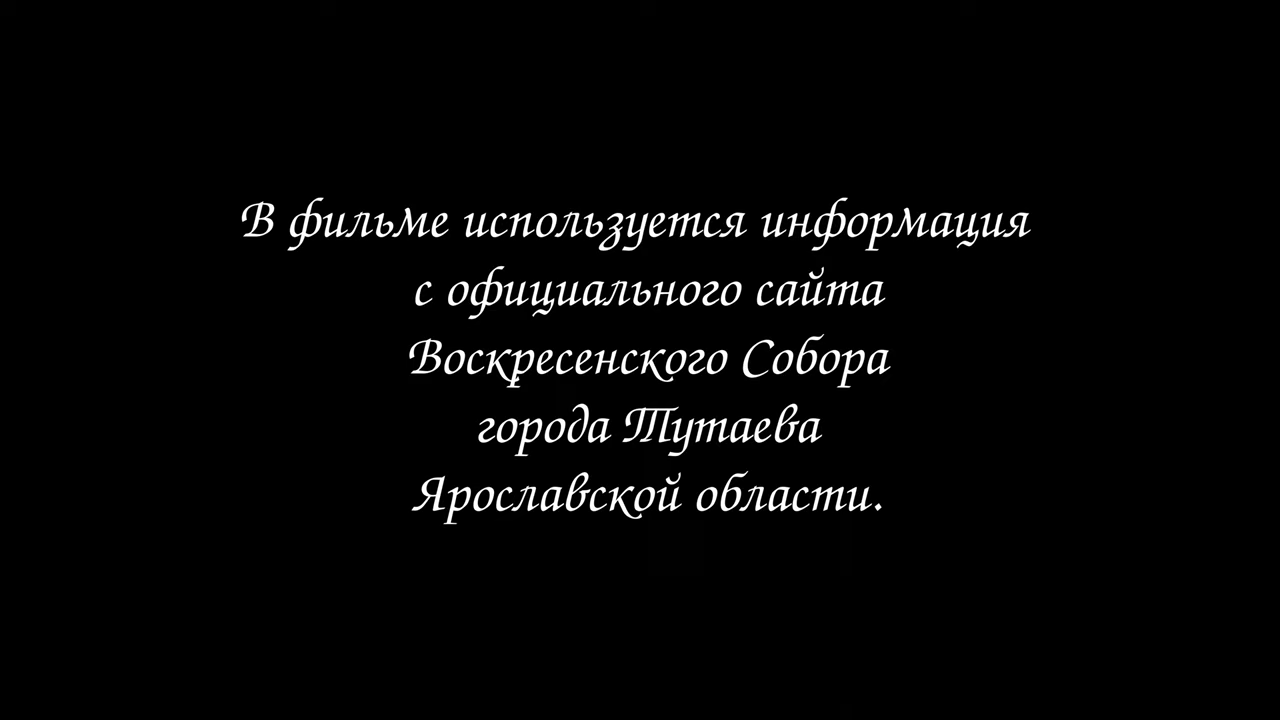 В фильме используется информация
с официального сайта
Воскресенского Собора
города Тутаева
Ярославской области.